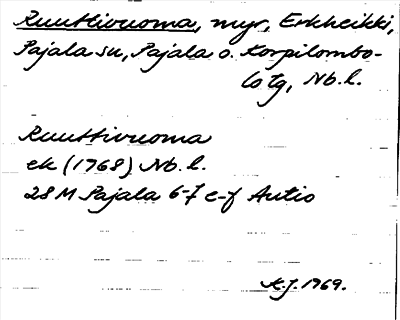 Ruuttivuoma, myr, Erkheikki,
Pajala sn, Pajala o. Korpilombo-
lo tg, Nb. l.
Ruuttivuoma
ek (1768) Nb. l.
28 M Pajala 6-7 e-f Autio
A.J. 1969.